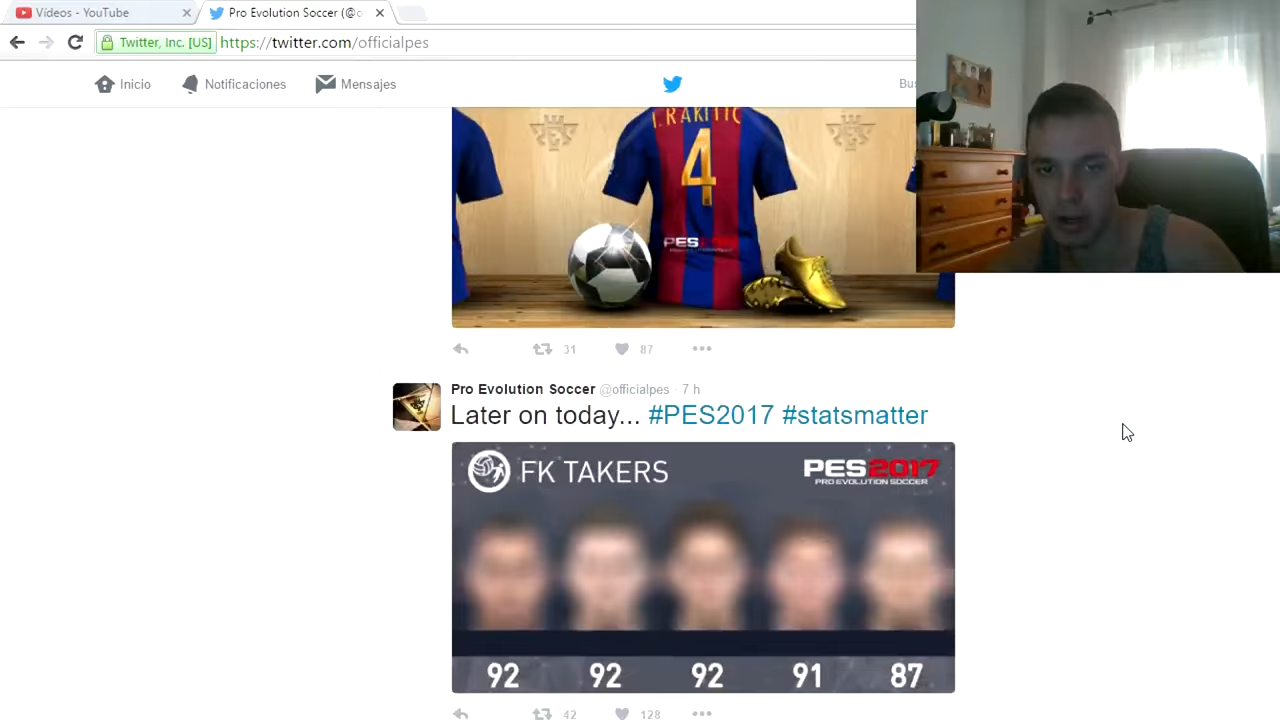 Vídeos - YouTube
Pro Evolution Soccer (@o
Twitter, Inc. [US]
https://twitter.com/officialpes
Inicio
Notificaciones
Mensajes
Bus
I.RAKITIC
4
PES
31
87
Pro Evolution Soccer @officialpes · 7 h
Later on today... #PES2017 #statsmatter
FK TAKERS
PES2017
PRO EVOLUTION SOCCER
92 92 92 91 87
42
128